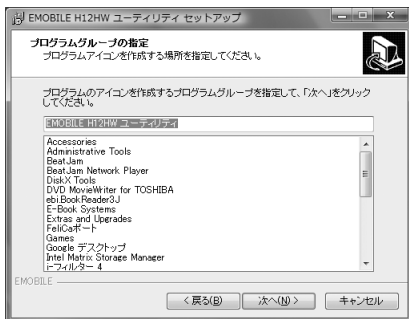 EMOBILE H12HW ユーティリティ セットアップ
プログラムグループの指定
プログラムアイコンを作成する場所を指定してください。
プログラムのアイコンを作成するプログラムグループを指定して、「次へ」をクリック
してください。
EMOBILE H12HW ユーティリティ
Accessories
Administrative Tools
BeatJam
BeatJam Network Player
DiskX Tools
DVD MovieWriter for TOSHIBA
ebi.BookReader3J
E-Book Systems
Extras and Upgrades
FeliCaポート
Games
Google デスクトップ
Intel Matrix Storage Manager
i-フィルター 4
EMOBILE
< 戻る(B)
次へ(N) >
キャンセル